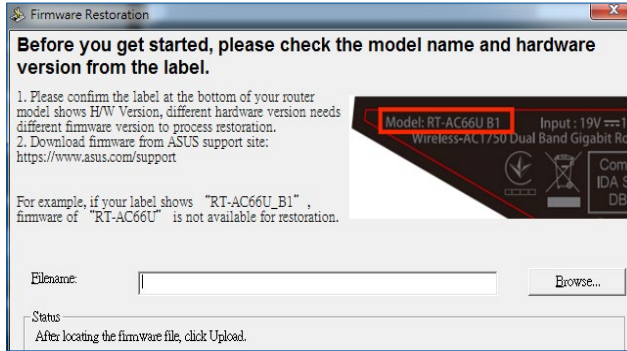 Firmware Restoration
Before you get started, please check the model name and hardware
version from the label.
1. Please confirm the label at the bottom of your router
model shows H/W Version, different hardware version needs
different firmware version to process restoration.
2. Download firmware from ASUS support site:
https://www.asus.com/support
For example, if your label shows “RT-AC66U_B1”,
firmware of “RT-AC66U” is not available for restoration.
Model: RT-AC66U B1 Input : 19V
Wireless-AC1750 Dual Band Gigabit
Com
IDA S
DB
Filename:
Browse...
Status
After locating the firmware file, click Upload.